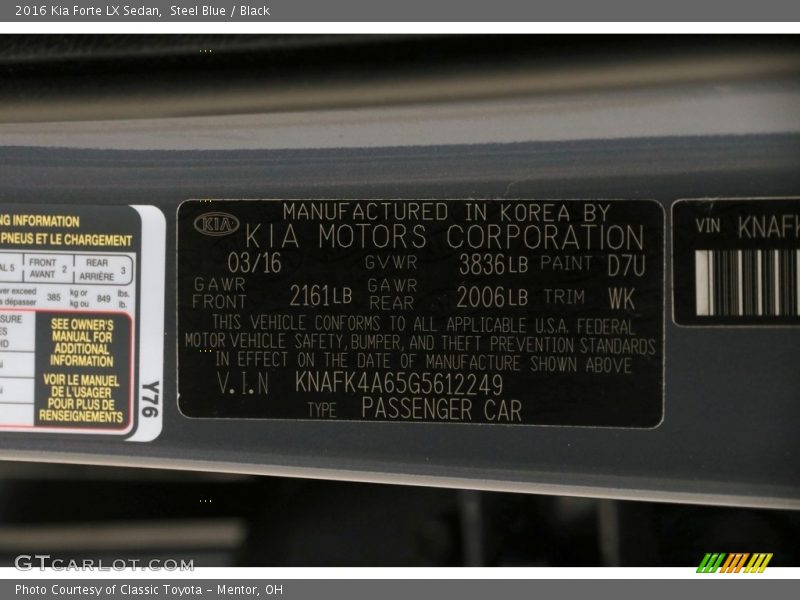 2016 Kia Forte LX Sedan, Steel Blue / Black
NG INFORMATION
PNEUS ET LE CHARGEMENT
AL 5 FRONT AVANT 2 REAR ARRIÈRE 3
ver exceed
s dépasser 385 kg or kg ou 849 lbs. lb.
SEE OWNER'S
MANUAL FOR
ADDITIONAL
INFORMATION
VOIR LE MANUEL
DE L'USAGER
POUR PLUS DE
RENSEIGNEMENTS
Y76
KIA
MANUFACTURED IN KOREA BY
KIA MOTORS CORPORATION
03/16 GVWR 3836LB PAINT D7U
GAWR FRONT 2161LB GAWR REAR 2006LB TRIM WK
THIS VEHICLE CONFORMS TO ALL APPLICABLE U.S.A. FEDERAL
MOTOR VEHICLE SAFETY, BUMPER, AND THEFT PREVENTION STANDARDS
IN EFFECT ON THE DATE OF MANUFACTURE SHOWN ABOVE
V.I.N KNAFK4A65G5612249
TYPE PASSENGER CAR
VIN KNAFK
GTCARLOT.COM
Photo Courtesy of Classic Toyota - Mentor, OH